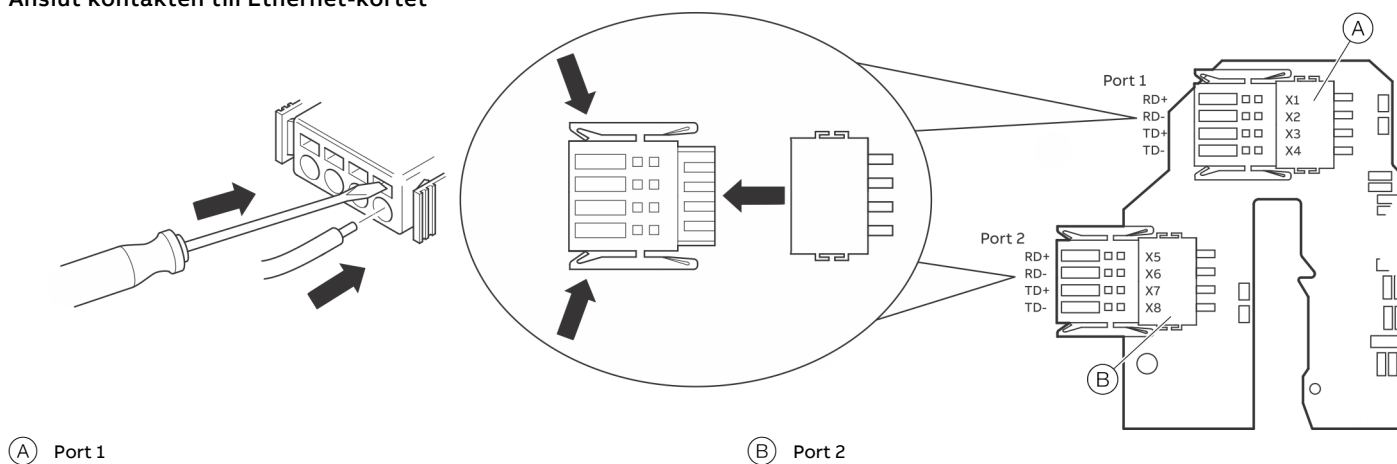 Anslut kontakten till Ethernet-kortet
A
Port 1
RD+ X1
RD- X2
TD+ X3
TD- X4
Port 2
RD+ X5
RD- X6
TD+ X7
TD- X8
B
A Port 1
B Port 2